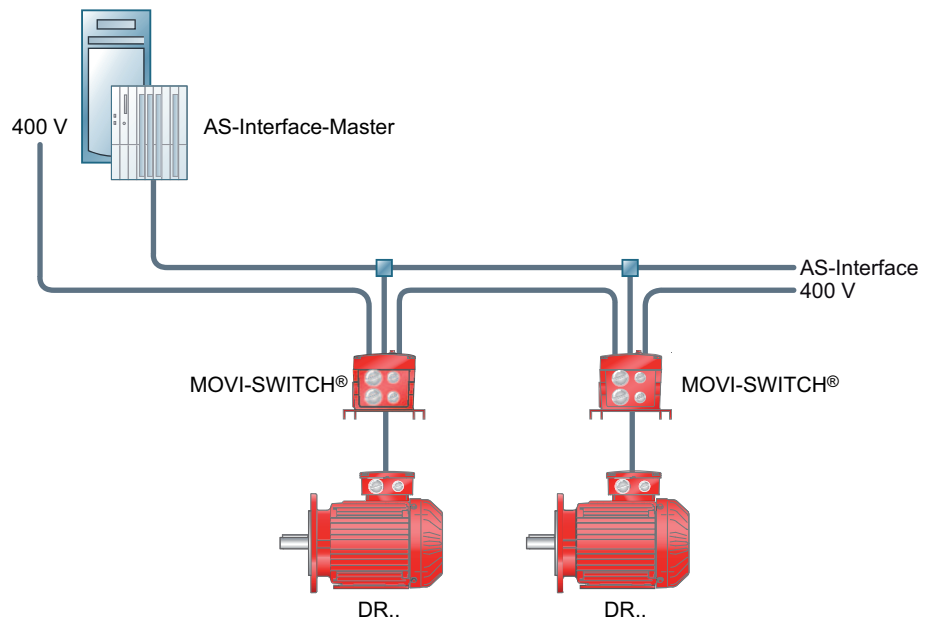 400 V
AS-Interface-Master
AS-Interface
400 V
MOVI-SWITCH®
MOVI-SWITCH®
DR..
DR..